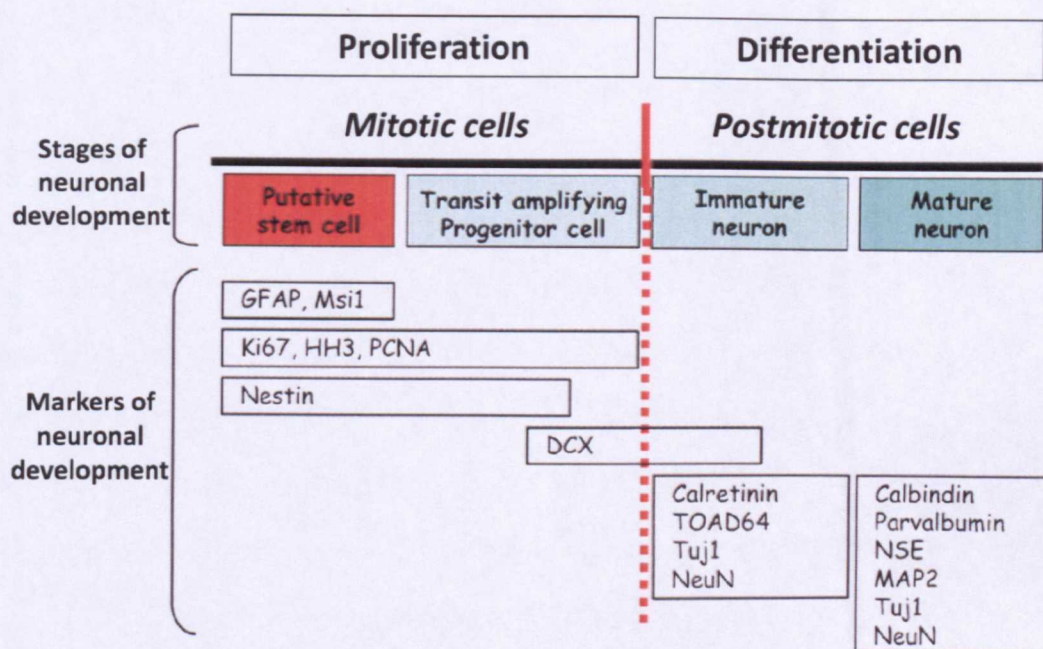 Proliferation
Differentiation
Mitotic cells
Postmitotic cells
Stages of
neuronal
development
Putative
stem cell
Transit amplifying
Progenitor cell
Immature
neuron
Mature
neuron
Markers of
neuronal
development
GFAP, Msi1
Ki67, HH3, PCNA
Nestin
DCX
Calretinin
TOAD64
Tuj1
NeuN
Calbindin
Parvalbumin
NSE
MAP2
Tuj1
NeuN